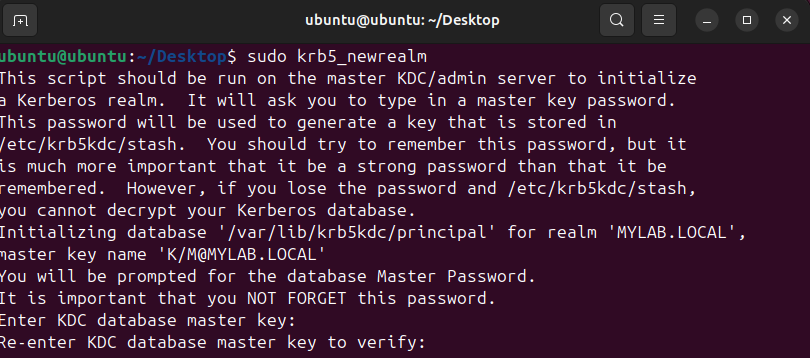 ubuntu@ubuntu: ~/Desktop
ubuntu@ubuntu:~/Desktop$ sudo krb5_newrealm
This script should be run on the master KDC/admin server to initialize
a Kerberos realm.  It will ask you to type in a master key password.
This password will be used to generate a key that is stored in
/etc/krb5kdc/stash.  You should try to remember this password, but it
is much more important that it be a strong password than that it be
remembered.  However, if you lose the password and /etc/krb5kdc/stash,
you cannot decrypt your Kerberos database.
Initializing database '/var/lib/krb5kdc/principal' for realm 'MYLAB.LOCAL',
master key name 'K/M@MYLAB.LOCAL'
You will be prompted for the database Master Password.
It is important that you NOT FORGET this password.
Enter KDC database master key:
Re-enter KDC database master key to verify: